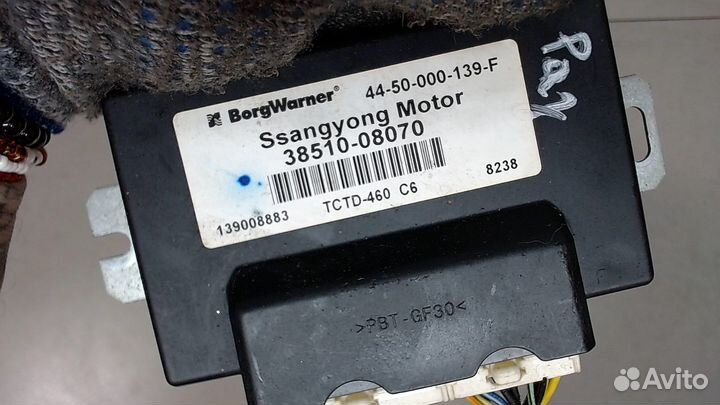 BorgWarner 44-50-000-139-F
Ssangyong Motor
38510-08070
139008883 TCTD-460 C6 8238
>PBT-GF30<
Avito